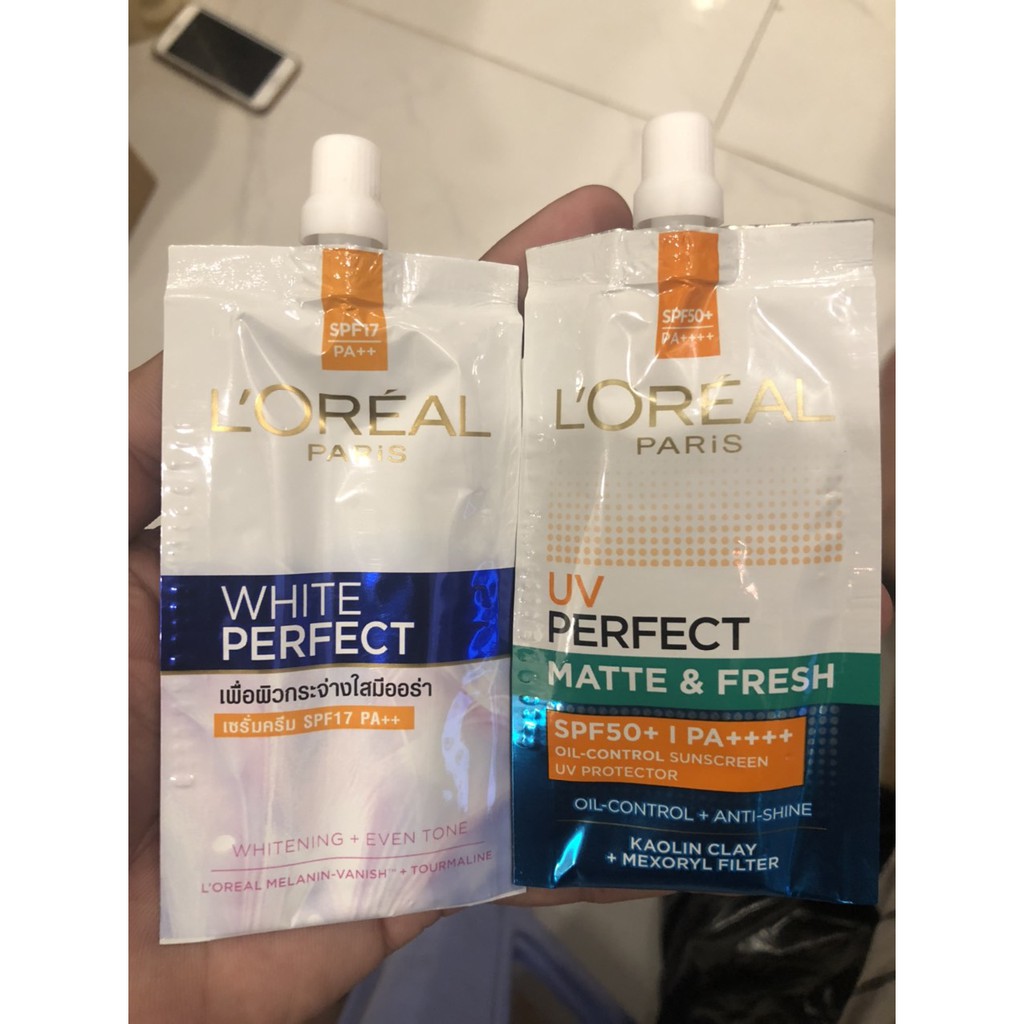 SPF17
PA++
L'ORÉAL
PARiS
WHITE
PERFECT
เพื่อผิวกระจ่างใสมีออร่า
เซรั่มครีม SPF17 PA++
WHITENING + EVEN TONE
L'OREAL MELANIN-VANISH™ + TOURMALINE
SPF50+
PA++++
L'ORÉAL
PARiS
UV
PERFECT
MATTE & FRESH
SPF50+ | PA++++
OIL-CONTROL SUNSCREEN
UV PROTECTOR
OIL-CONTROL + ANTI-SHINE
KAOLIN CLAY
+ MEXORYL FILTER